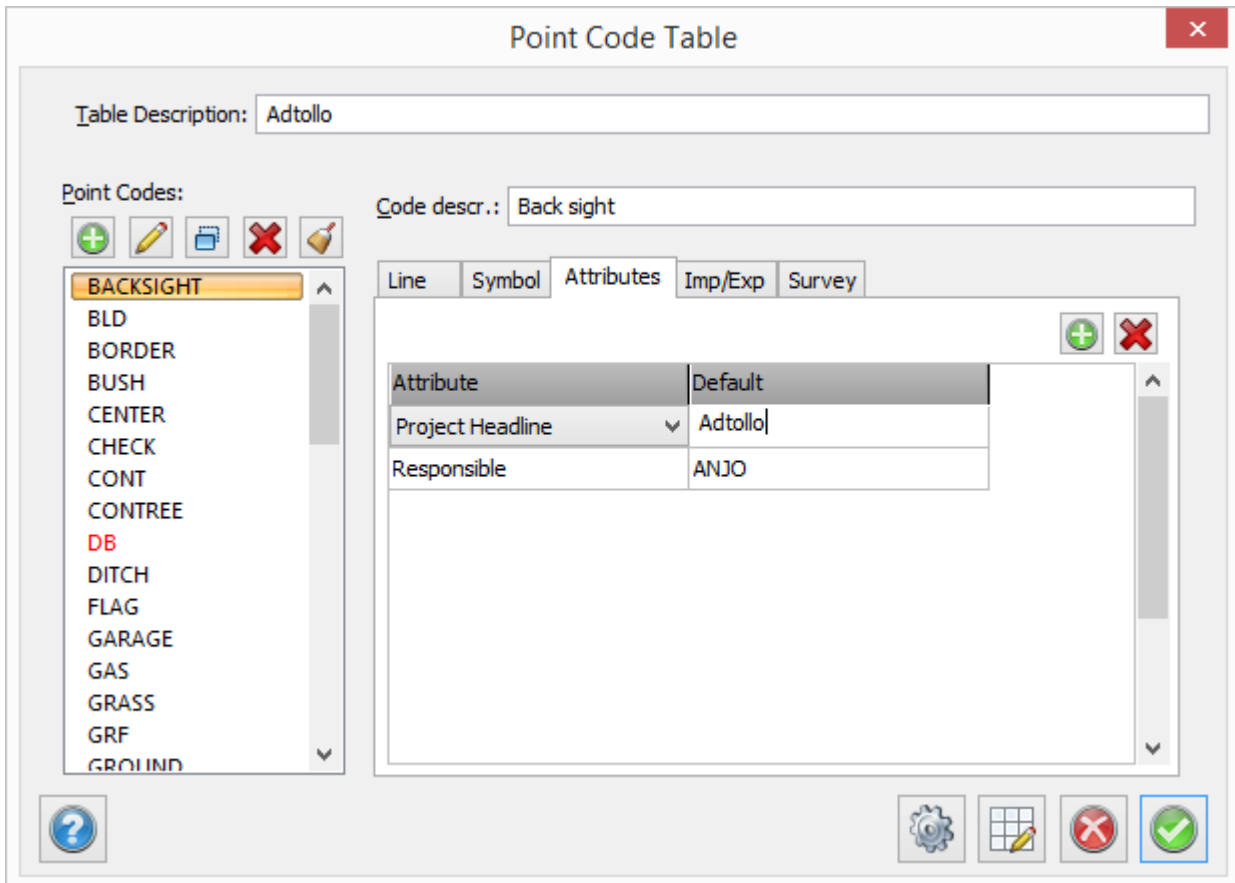 Point Code Table
Table Description: Adtollo
Point Codes:
Code descr.: Back sight
BACKSIGHT
BLD
BORDER
BUSH
CENTER
CHECK
CONT
CONTREE
DB
DITCH
FLAG
GARAGE
GAS
GRASS
GRF
GROUND
Line Symbol Attributes Imp/Exp Survey
Attribute Default
Project Headline Adtollo
Responsible ANJO